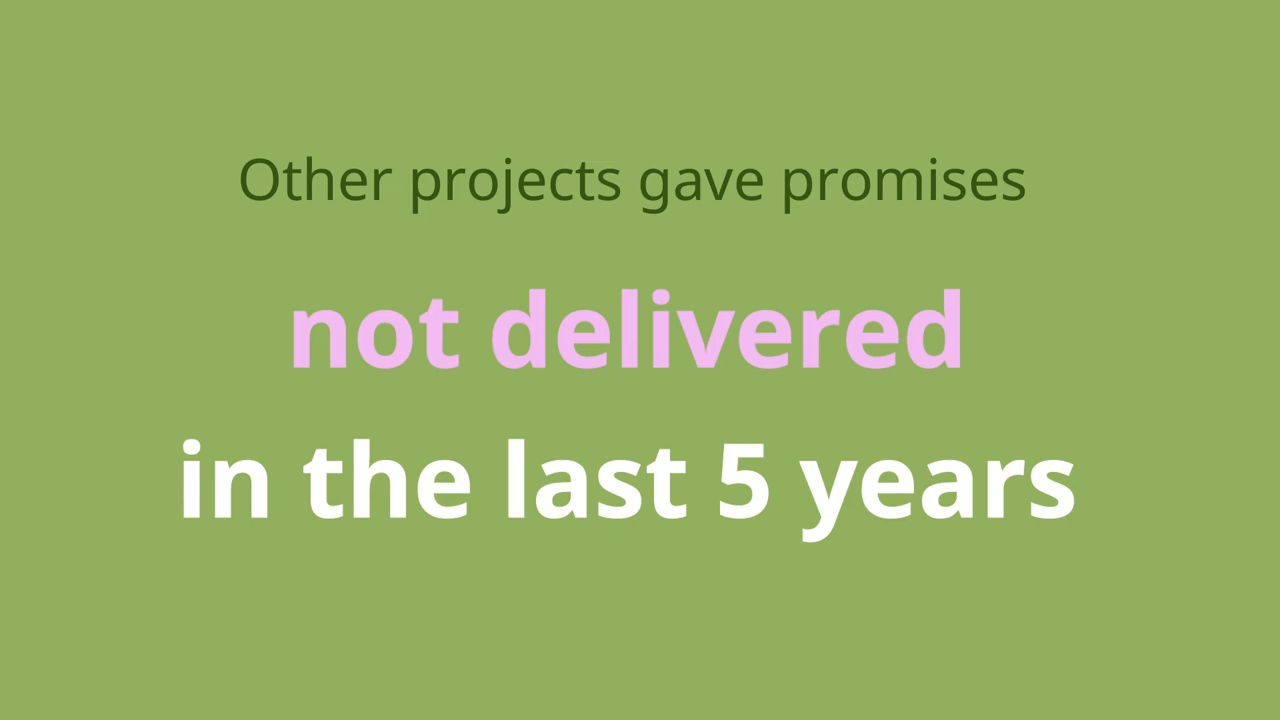 Other projects gave promises
not delivered
in the last 5 years